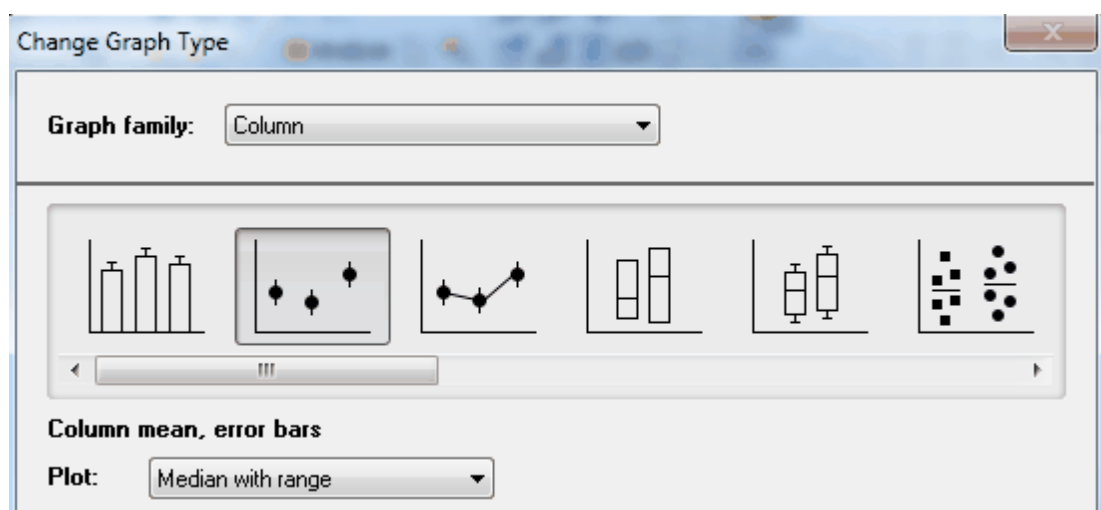 Change Graph Type
Graph family: Column
Column mean, error bars
Plot: Median with range